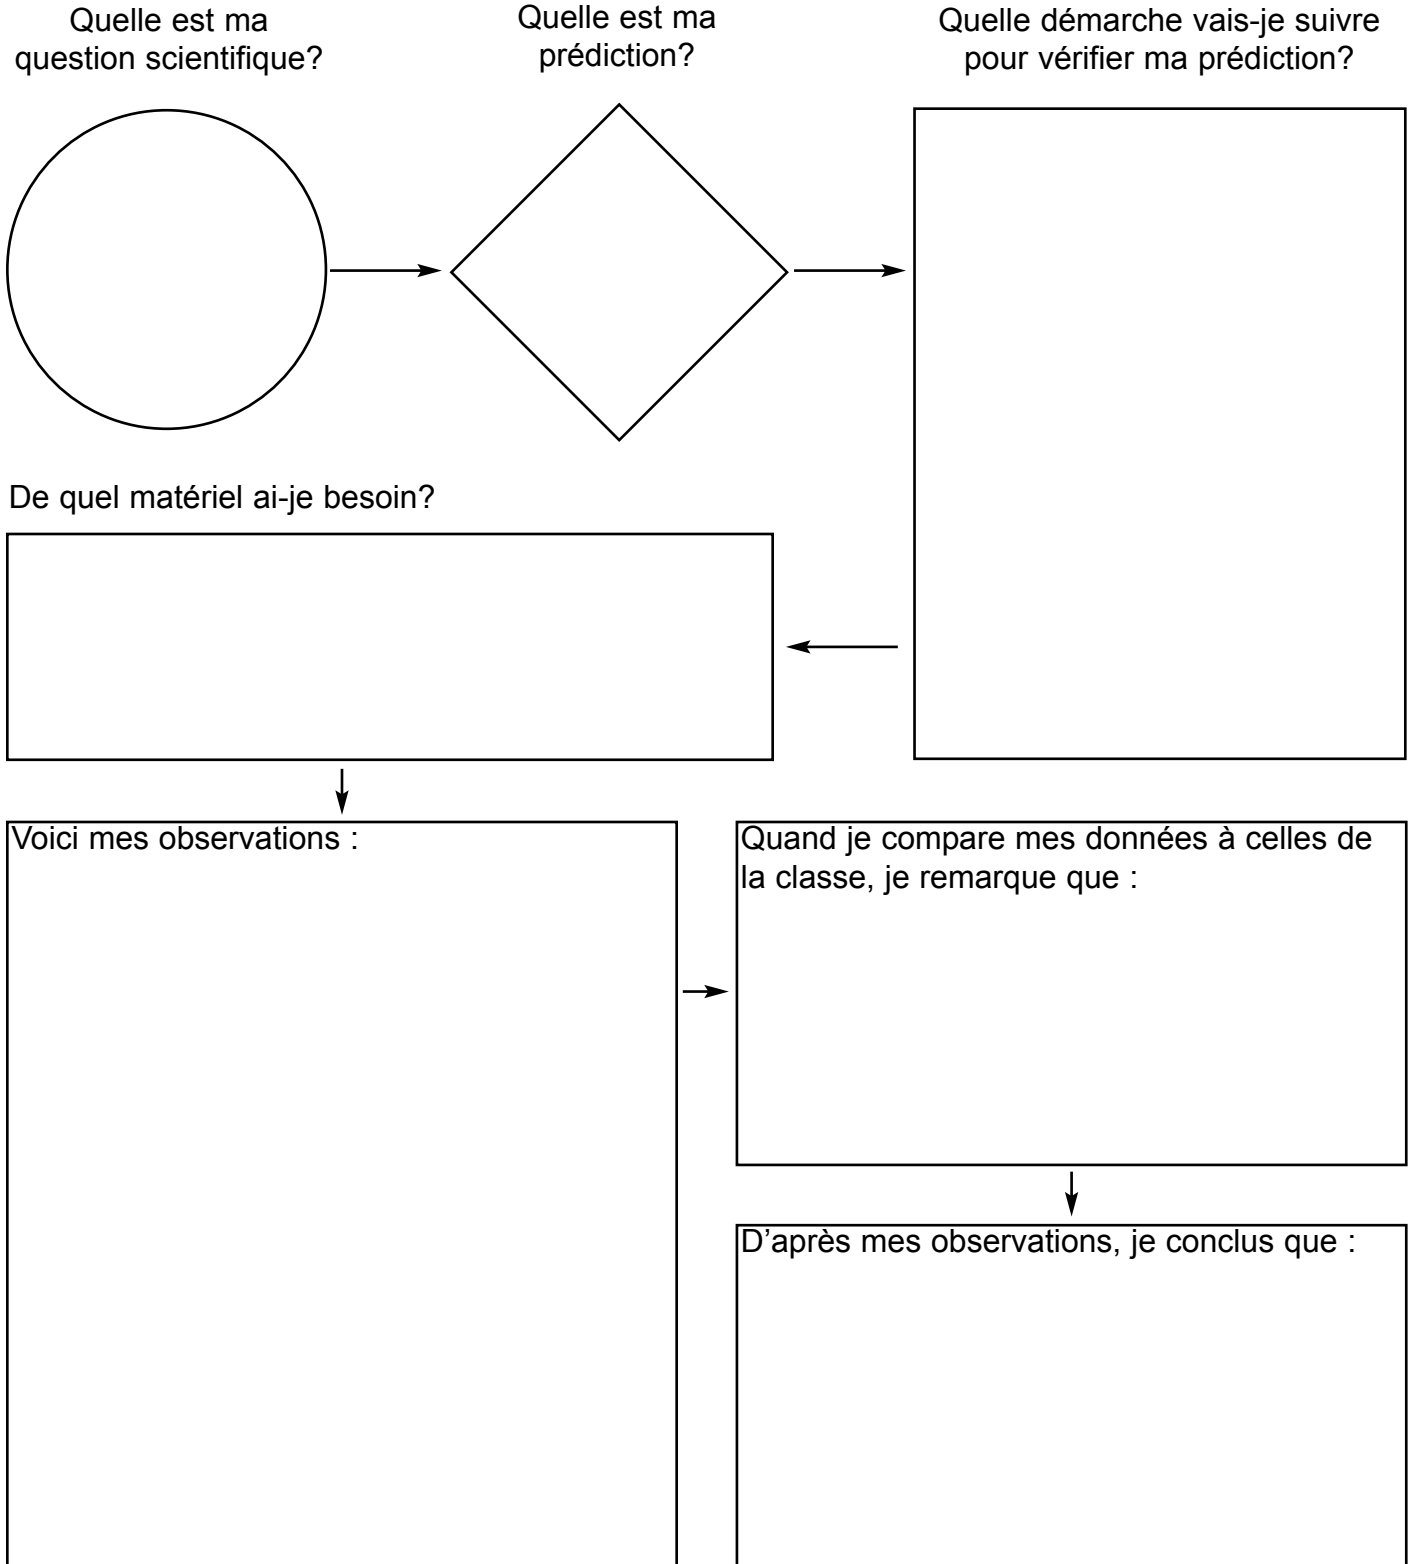 Quelle est ma
question scientifique?
Quelle est ma
prédiction?
Quelle démarche vais-je suivre
pour vérifier ma prédiction?
De quel matériel ai-je besoin?
Voici mes observations :
Quand je compare mes données à celles de
la classe, je remarque que :
D’après mes observations, je conclus que :